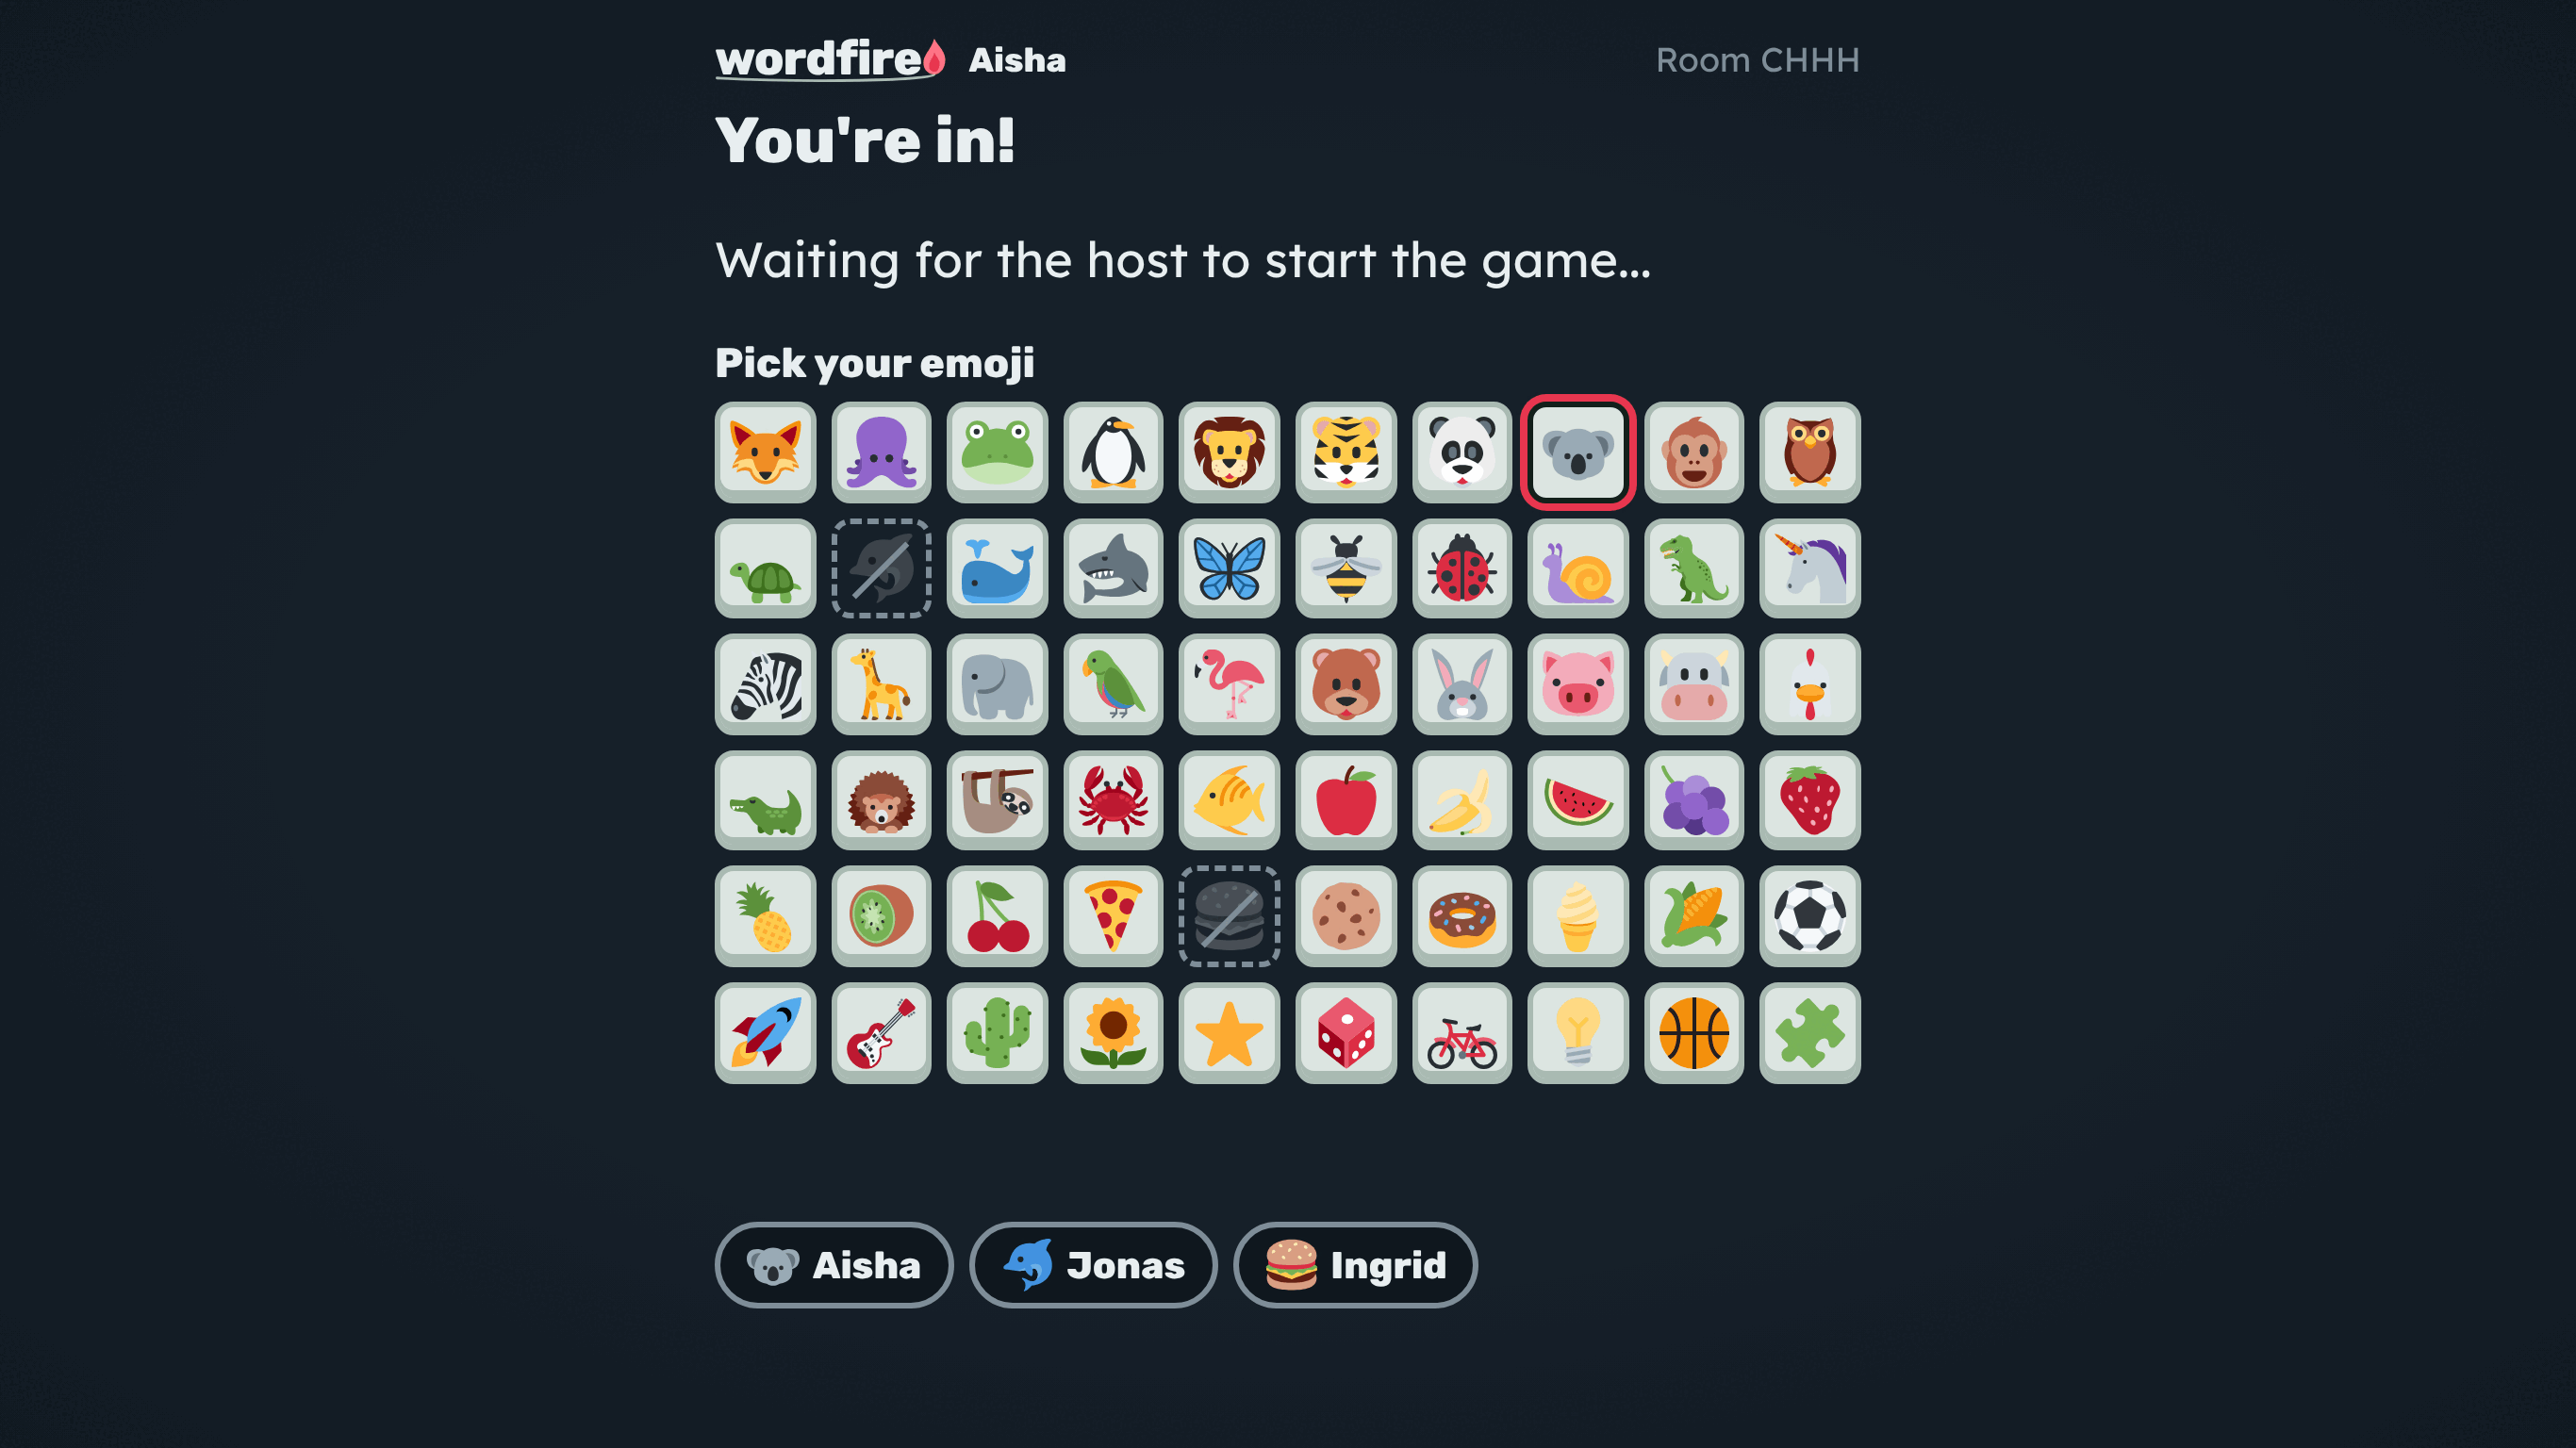 wordfire Aisha
Room CHHH
You're in!
Waiting for the host to start the game...
Pick your emoji
Aisha
Jonas
Ingrid